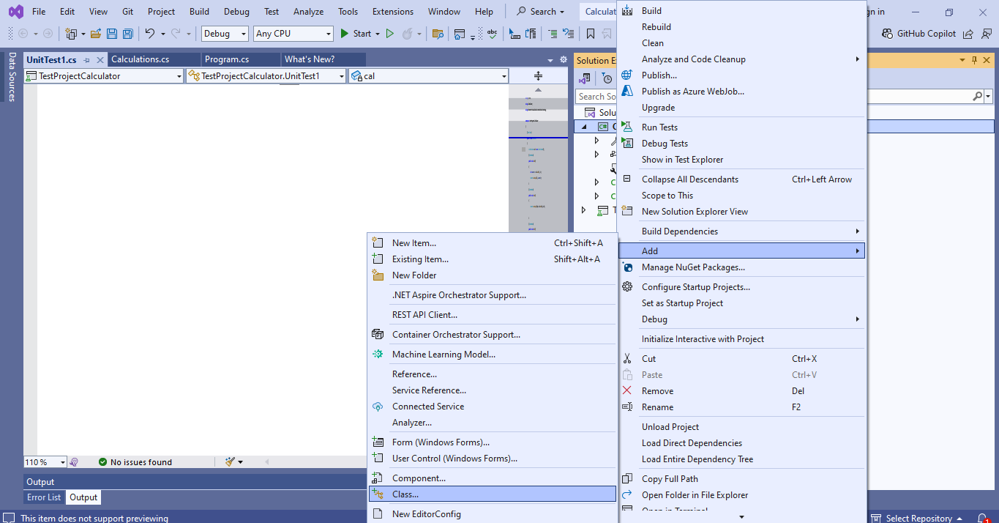 File Edit View Git Project Build Debug Test Analyze Tools Extensions Window Help Search Calculat gn in
Debug Any CPU Start abc GitHub Copilot
Data Sources
UnitTest1.cs Calculations.cs Program.cs What's New?
TestProjectCalculator TestProjectCalculator.UnitTest1 cal
110 % No issues found
Output
Error List Output
This item does not support previewing
Solution Ex
Search So
Solu
C#
Build
Rebuild
Clean
Analyze and Code Cleanup
Publish...
Publish as Azure WebJob...
Upgrade
Run Tests
Debug Tests
Show in Test Explorer
Collapse All Descendants Ctrl+Left Arrow
Scope to This
New Solution Explorer View
Build Dependencies
Add
Manage NuGet Packages...
Configure Startup Projects...
Set as Startup Project
Debug
Initialize Interactive with Project
Cut Ctrl+X
Paste Ctrl+V
Remove Del
Rename F2
Unload Project
Load Direct Dependencies
Load Entire Dependency Tree
Copy Full Path
Open Folder in File Explorer
Open in Terminal
New Item... Ctrl+Shift+A
Existing Item... Shift+Alt+A
New Folder
.NET Aspire Orchestrator Support...
REST API Client...
Container Orchestrator Support...
Machine Learning Model...
Reference...
Service Reference...
Connected Service
Analyzer...
Form (Windows Forms)...
User Control (Windows Forms)...
Component...
Class...
New EditorConfig
Select Repository 1